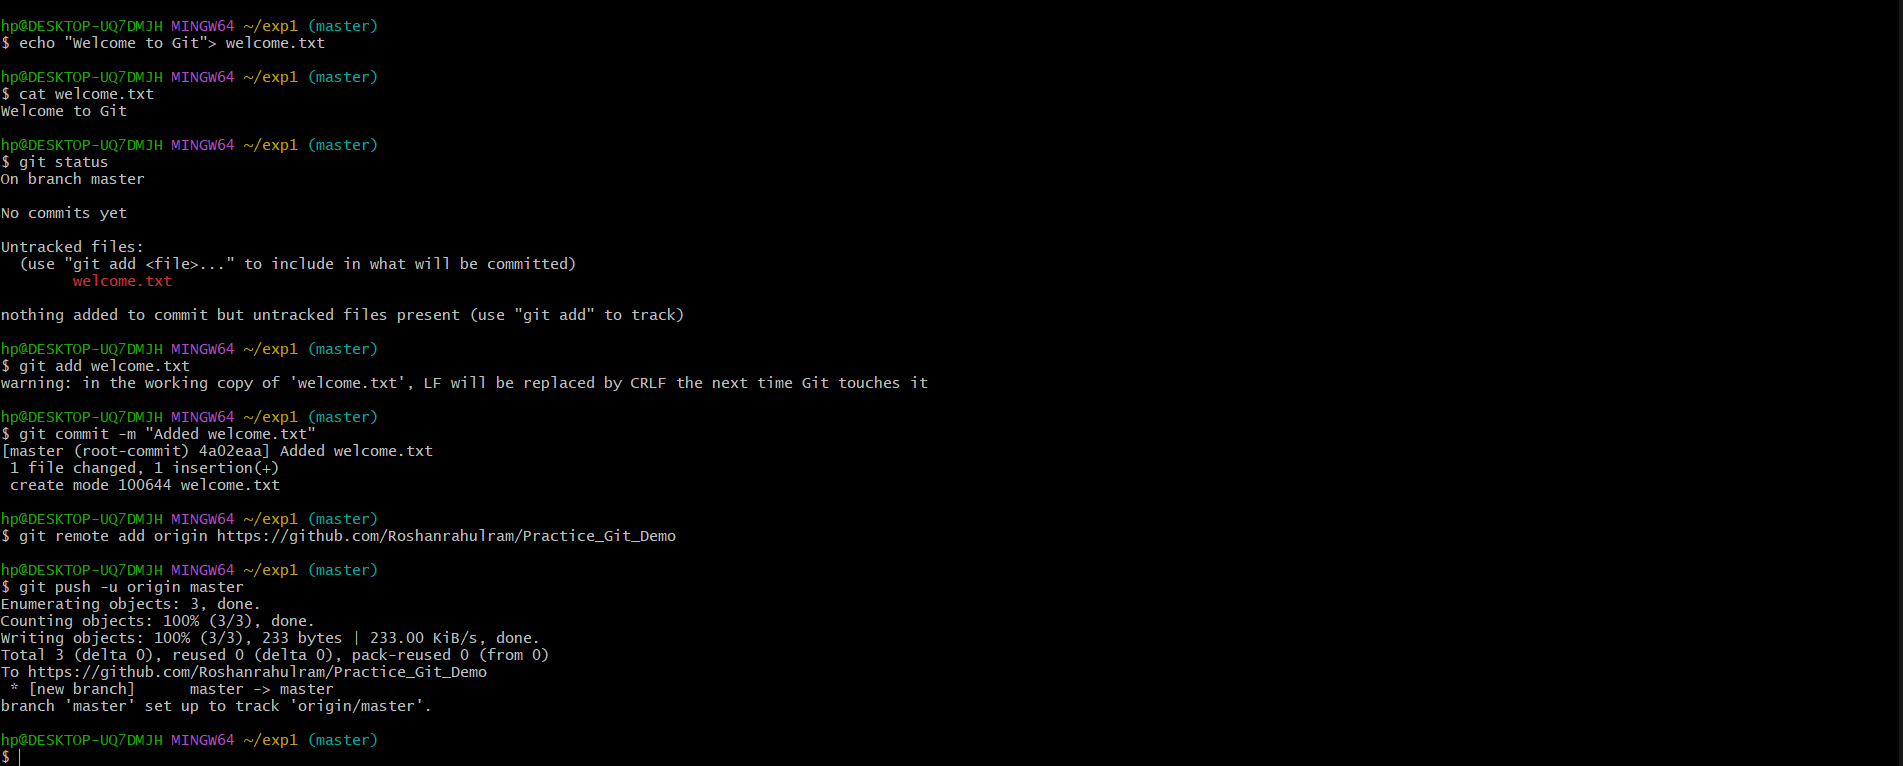 hp@DESKTOP-UQ7DMJH MINGW64 ~/exp1 (master)
$ echo "Welcome to Git"> welcome.txt
hp@DESKTOP-UQ7DMJH MINGW64 ~/exp1 (master)
$ cat welcome.txt
Welcome to Git
hp@DESKTOP-UQ7DMJH MINGW64 ~/exp1 (master)
$ git status
On branch master
No commits yet
Untracked files:
  (use "git add <file>..." to include in what will be committed)
        welcome.txt
nothing added to commit but untracked files present (use "git add" to track)
hp@DESKTOP-UQ7DMJH MINGW64 ~/exp1 (master)
$ git add welcome.txt
warning: in the working copy of 'welcome.txt', LF will be replaced by CRLF the next time Git touches it
hp@DESKTOP-UQ7DMJH MINGW64 ~/exp1 (master)
$ git commit -m "Added welcome.txt"
[master (root-commit) 4a02eaa] Added welcome.txt
 1 file changed, 1 insertion(+)
 create mode 100644 welcome.txt
hp@DESKTOP-UQ7DMJH MINGW64 ~/exp1 (master)
$ git remote add origin https://github.com/Roshanrahulram/Practice_Git_Demo
hp@DESKTOP-UQ7DMJH MINGW64 ~/exp1 (master)
$ git push -u origin master
Enumerating objects: 3, done.
Counting objects: 100% (3/3), done.
Writing objects: 100% (3/3), 233 bytes | 233.00 KiB/s, done.
Total 3 (delta 0), reused 0 (delta 0), pack-reused 0 (from 0)
To https://github.com/Roshanrahulram/Practice_Git_Demo
 * [new branch]      master -> master
branch 'master' set up to track 'origin/master'.
hp@DESKTOP-UQ7DMJH MINGW64 ~/exp1 (master)
$